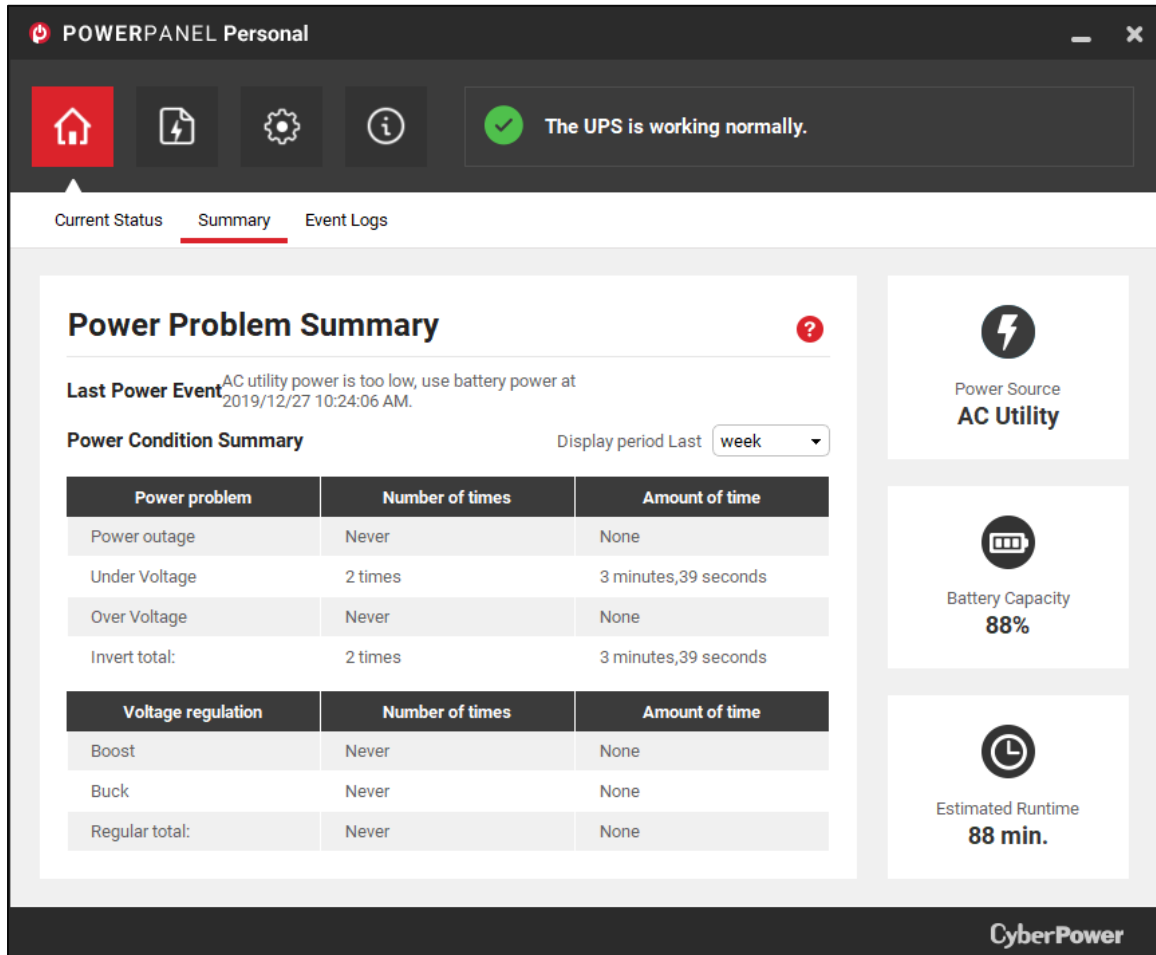 POWERPANEL Personal
The UPS is working normally.
Current Status Summary Event Logs
Power Problem Summary
?
Last Power Event AC utility power is too low, use battery power at
2019/12/27 10:24:06 AM.
Power Condition Summary Display period Last week
Power problem Number of times Amount of time
Power outage Never None
Under Voltage 2 times 3 minutes,39 seconds
Over Voltage Never None
Invert total: 2 times 3 minutes,39 seconds
Voltage regulation Number of times Amount of time
Boost Never None
Buck Never None
Regular total: Never None
Power Source
AC Utility
Battery Capacity
88%
Estimated Runtime
88 min.
CyberPower